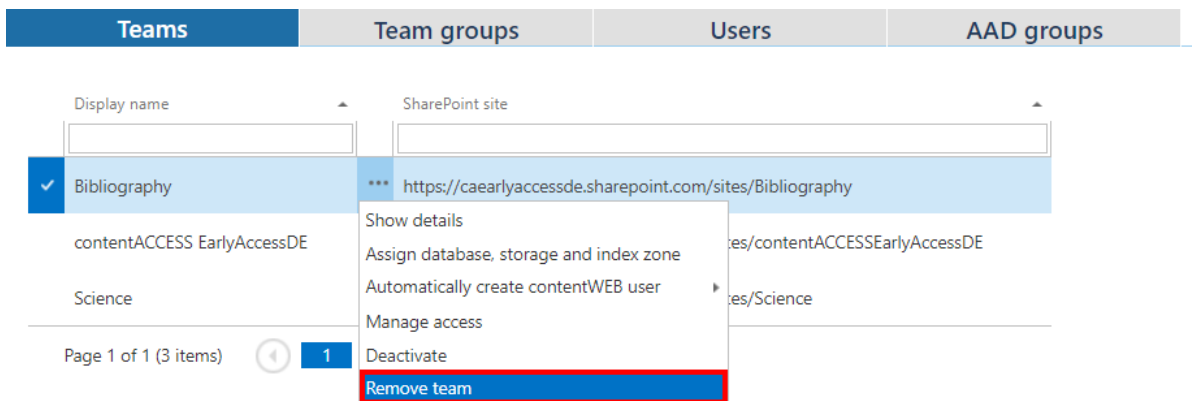 Teams Team groups Users AAD groups
Display name SharePoint site
Bibliography ••• https://caearlyaccessde.sharepoint.com/sites/Bibliography
Show details
contentACCESS EarlyAccessDE es/contentACCESSEarlyAccessDE
Assign database, storage and index zone
Automatically create contentWEB user
Science es/Science
Manage access
Page 1 of 1 (3 items) 1 Deactivate
Remove team